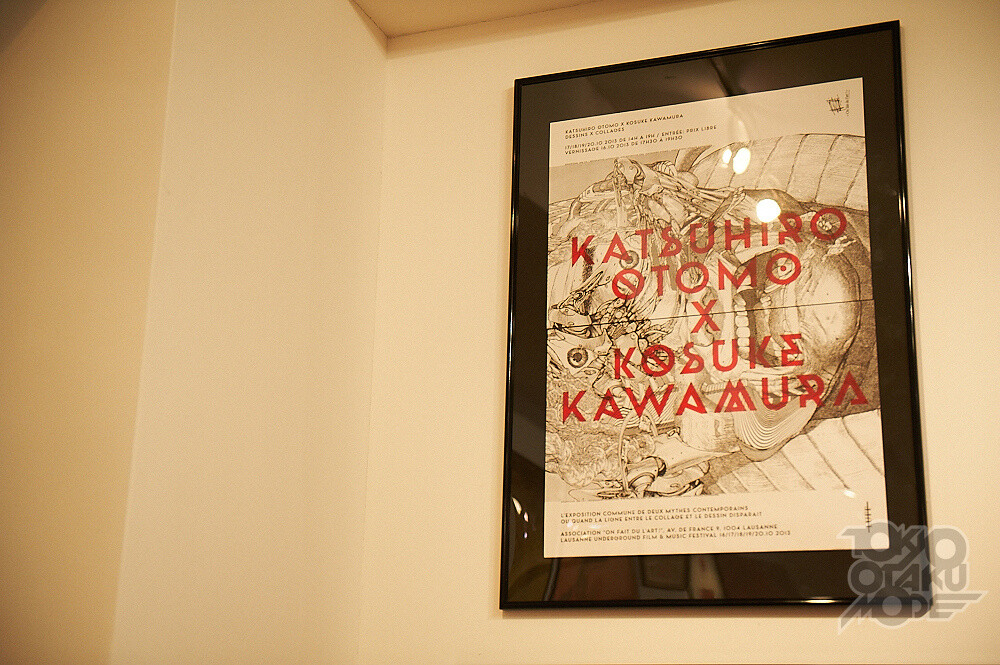 KATSUHIRO OTOMO X KOSUKE KAWAMURA
DESSINS X COLLAGES
17/18/19/20.10 2013 DE 14H A 19H / ENTRÉE: PRIX LIBRE
VERNISSAGE 16.10 2013 DE 17H30 A 19H30
KATSUHIRO
OTOMO
X
KOSUKE
KAWAMURA
L'EXPOSITION COMMUNE DE DEUX MYTHES CONTEMPORAINS
OU QUAND LA LIGNE ENTRE LE COLLAGE ET LE DESSIN DISPARAIT
ASSOCIATION "ON FAIT DU L'ART!", AV. DE FRANCE 9, 1004 LAUSANNE
LAUSANNE UNDERGROUND FILM & MUSIC FESTIVAL 16/17/18/19/20.10 2013
TOKYO
OTAKU
MODE